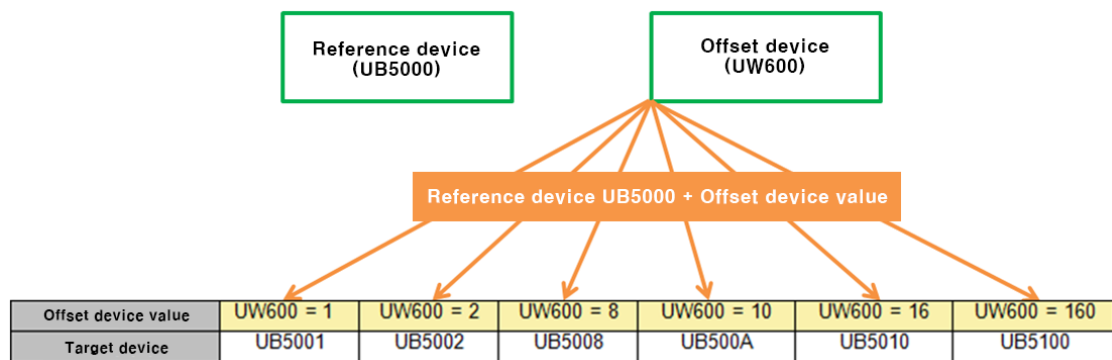 Reference device
(UB5000)
Offset device
(UW600)
Reference device UB5000 + Offset device value
Offset device value UW600 = 1 UW600 = 2 UW600 = 8 UW600 = 10 UW600 = 16 UW600 = 160
Target device UB5001 UB5002 UB5008 UB500A UB5010 UB5100